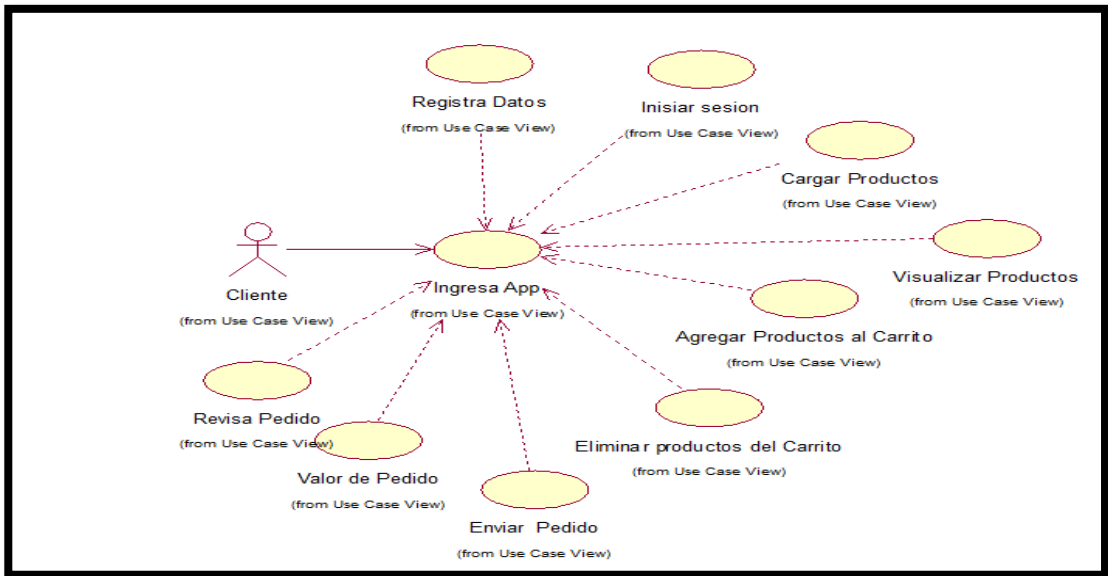 Registra Datos
(from Use Case View)
Inisiar sesion
(from Use Case View)
Cargar Productos
(from Use Case View)
Visualizar Productos
(from Use Case View)
Cliente
(from Use Case View)
Ingresa App
(from Use Case View)
Agregar Productos al Carrito
(from Use Case View)
Revisa Pedido
(from Use Case View)
Eliminar productos del Carrito
(from Use Case View)
Valor de Pedido
(from Use Case View)
Enviar Pedido
(from Use Case View)